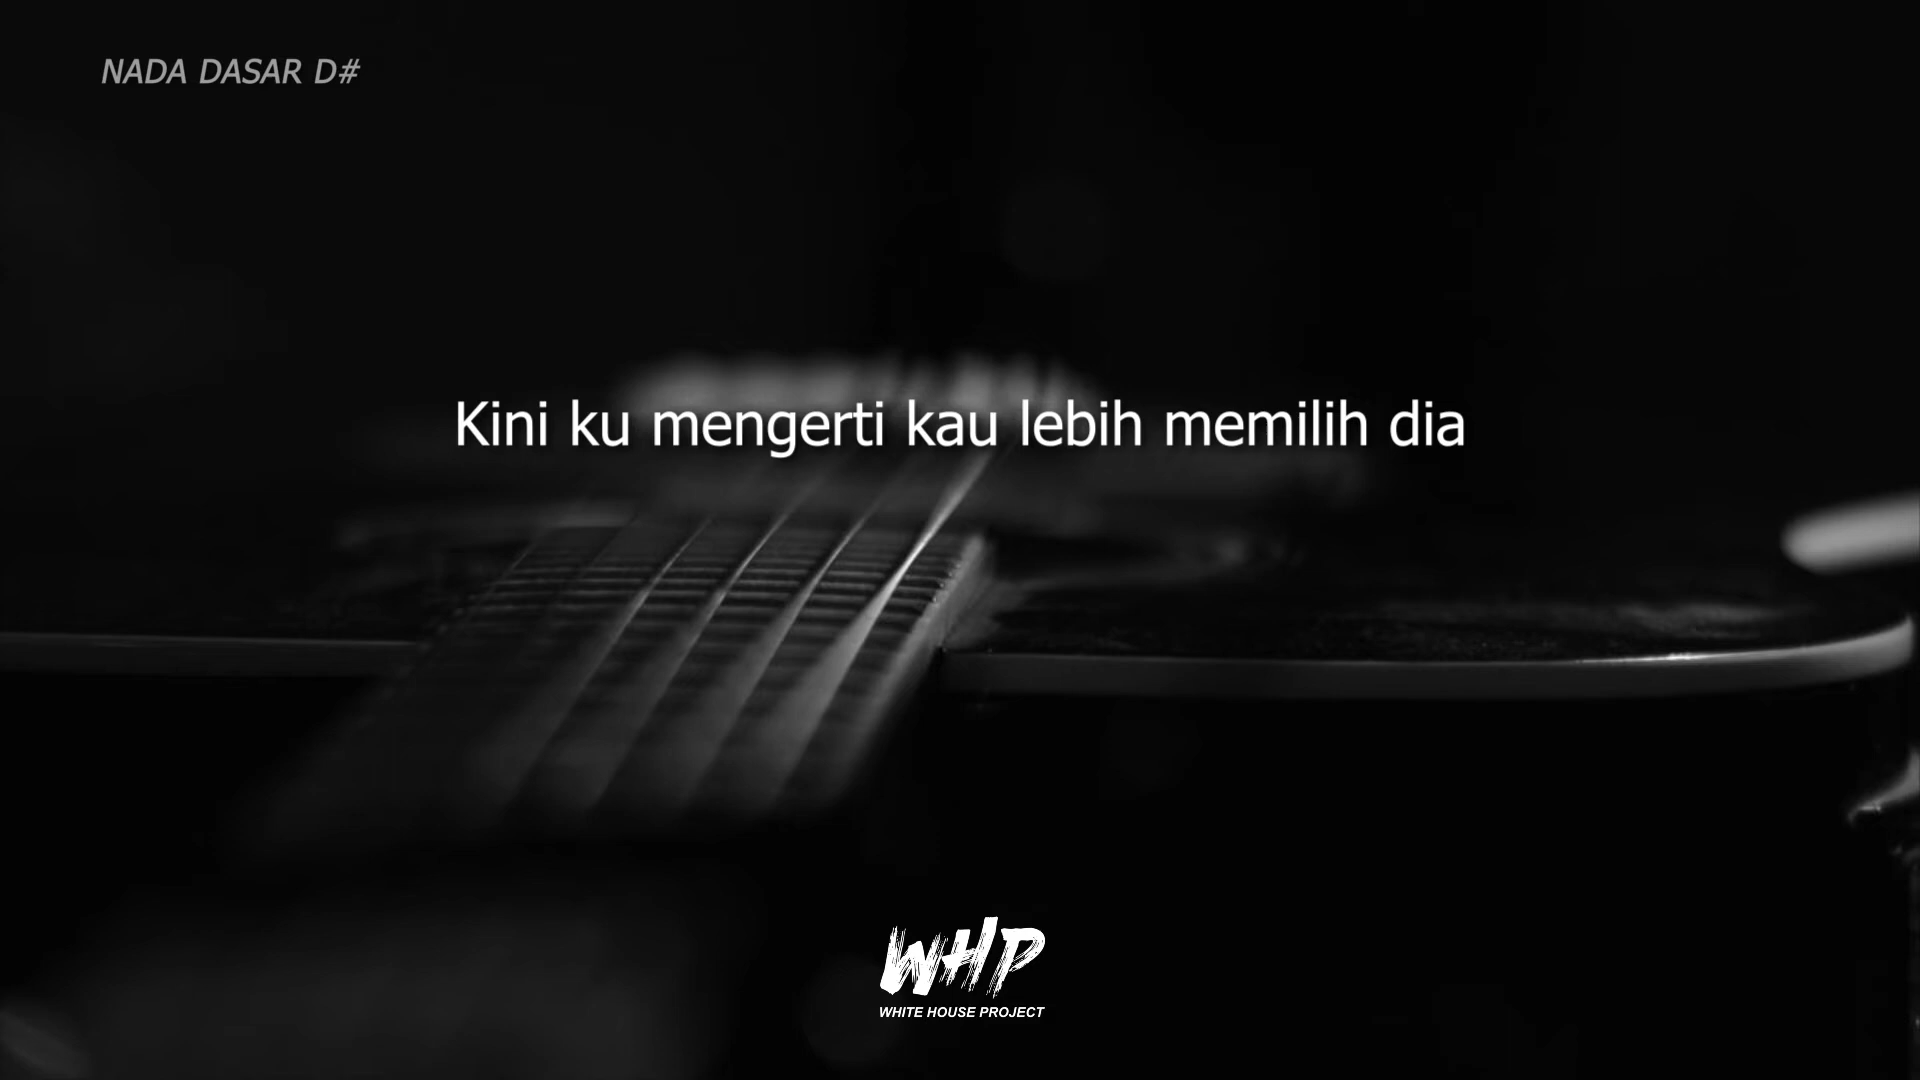 NADA DASAR D#
Kini ku mengerti kau lebih memilih dia
WHP
WHITE HOUSE PROJECT